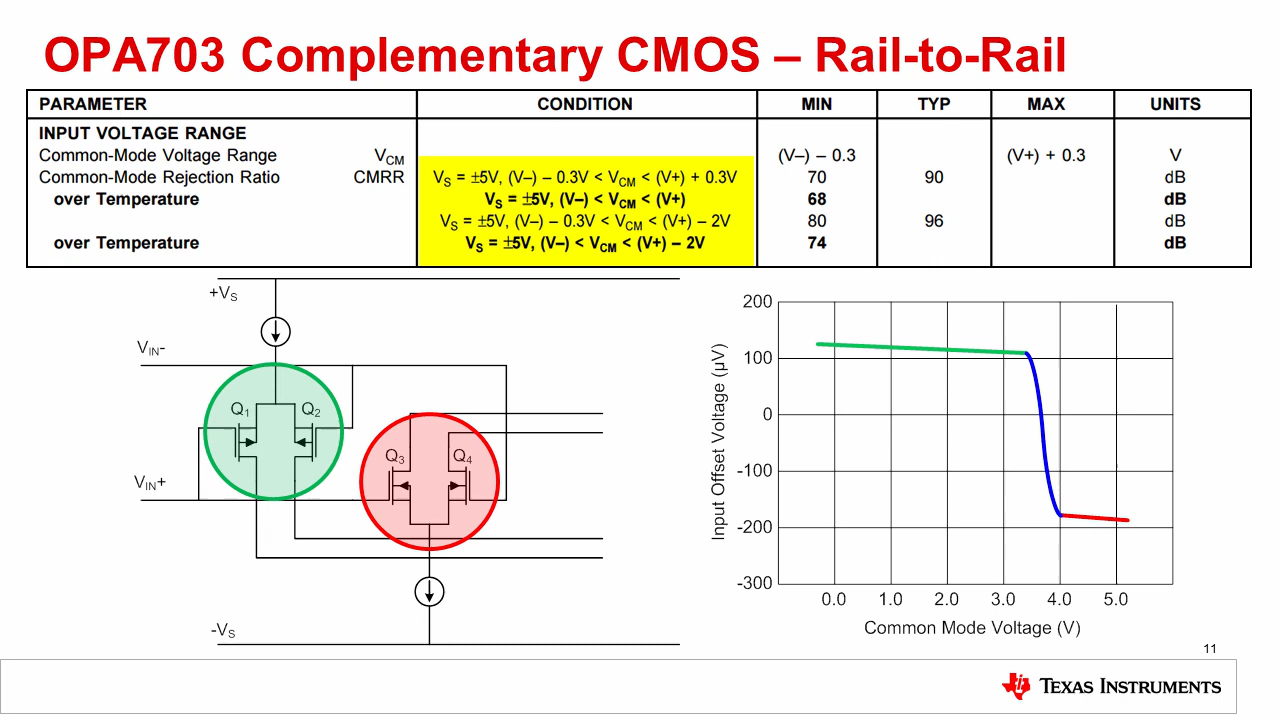 OPA703 Complementary CMOS – Rail-to-Rail
PARAMETER CONDITION MIN TYP MAX UNITS
INPUT VOLTAGE RANGE
Common-Mode Voltage Range VCM (V–) – 0.3 (V+) + 0.3 V
Common-Mode Rejection Ratio CMRR VS = ±5V, (V–) – 0.3V < VCM < (V+) + 0.3V 70 90 dB
over Temperature VS = ±5V, (V–) < VCM < (V+) 68 dB
VS = ±5V, (V–) – 0.3V < VCM < (V+) – 2V 80 96 dB
over Temperature VS = ±5V, (V–) < VCM < (V+) – 2V 74 dB
+VS
VIN-
Q1 Q2
Q3 Q4
VIN+
-VS
Input Offset Voltage (µV)
200
100
0
-100
-200
-300
0.0 1.0 2.0 3.0 4.0 5.0
Common Mode Voltage (V)
11
TEXAS INSTRUMENTS